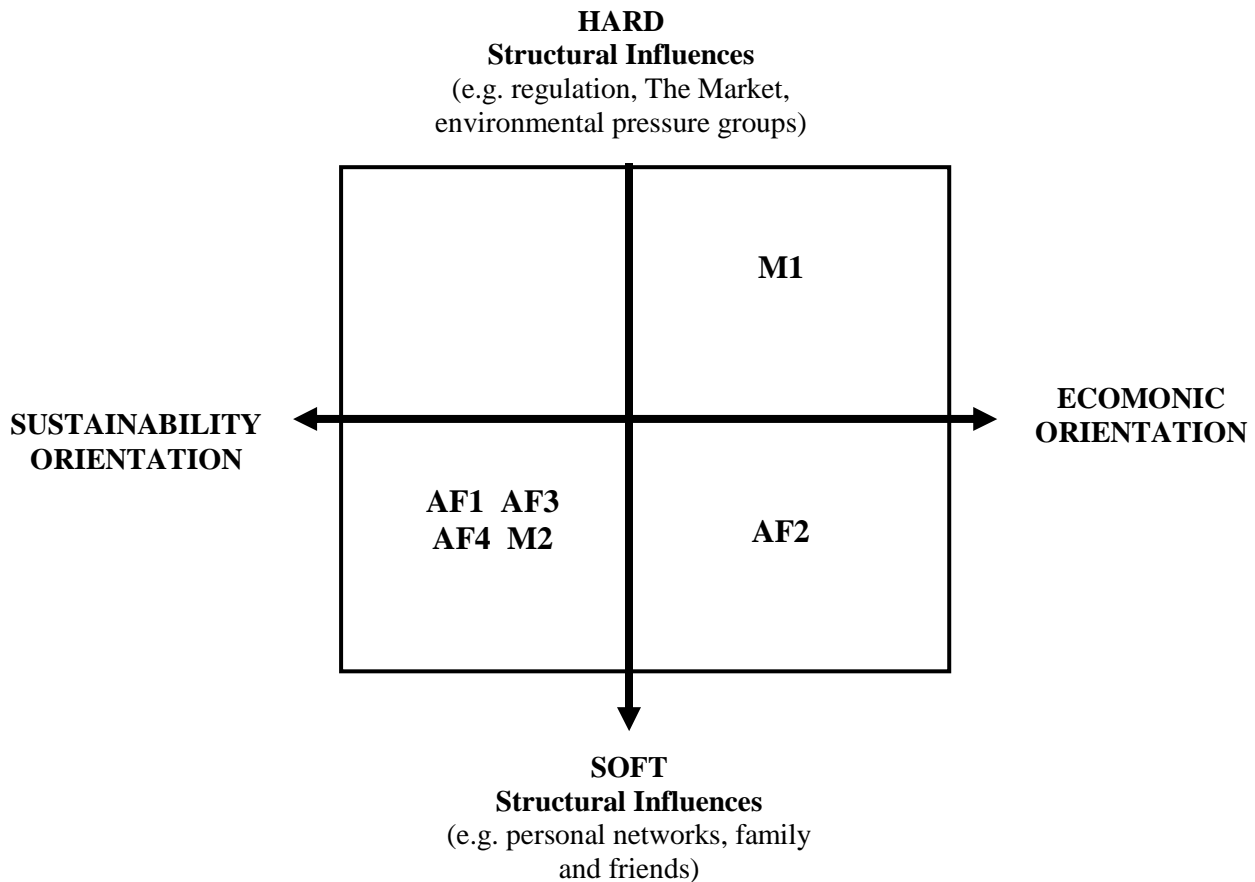 HARD
Structural Influences
(e.g. regulation, The Market,
environmental pressure groups)
M1
SUSTAINABILITY
ORIENTATION
ECOMONIC
ORIENTATION
AF1 AF3
AF4 M2
AF2
SOFT
Structural Influences
(e.g. personal networks, family
and friends)